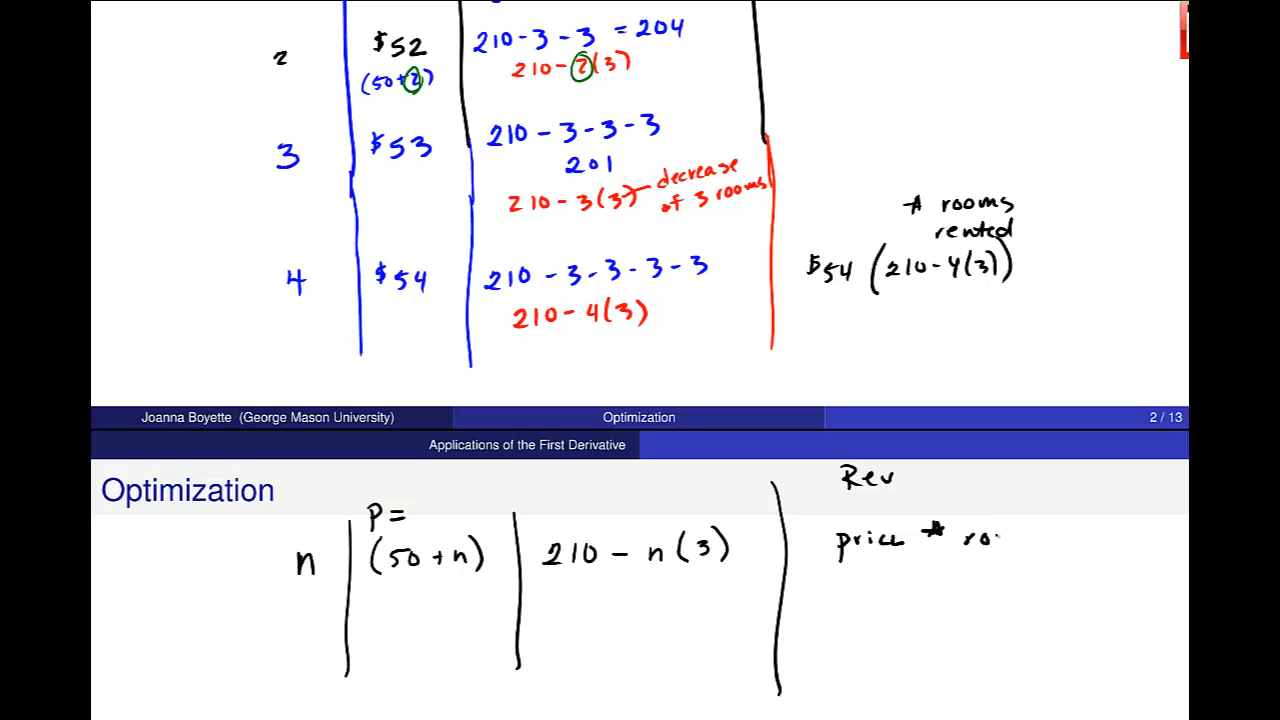 2 $52 210-3-3 = 204
(50+2) 210-2(3)
3 $53 210-3-3-3
201
210-3(3) decrease of 3 rooms
# rooms
rented
4 $54 210-3-3-3-3 $54 (210-4(3))
210-4(3)
Joanna Boyette (George Mason University) Optimization 2 / 13
Applications of the First Derivative
Optimization
Rev
P=
n (50+n) 210-n(3) price * ro